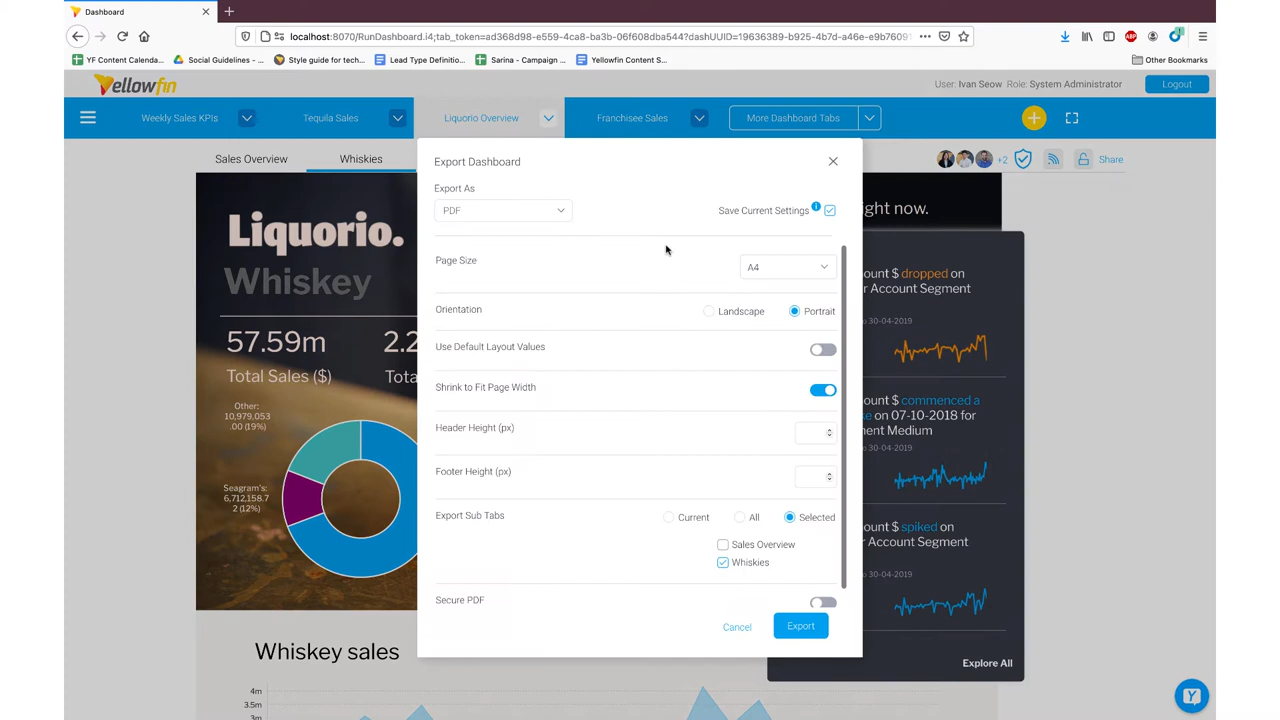 Dashboard
localhost:8070/RunDashboard.i4;tab_token=ad368d98-e559-4ca8-ba3b-06f608dba544?dashUUID=19636389-b925-4b7d-a46e-e9b76091
ABP
YF Content Calenda...
Social Guidelines - ...
Style guide for tech...
Lead Type Definitio...
Sarina - Campaign ...
Yellowfin Content S...
Other Bookmarks
Yellowfin
User: Ivan Seow Role: System Administrator
Logout
Weekly Sales KPIs
Tequila Sales
Liquorio Overview
Franchisee Sales
More Dashboard Tabs
Sales Overview
Whiskies
+2
Share
Export Dashboard
Export As
PDF
Save Current Settings
Page Size
A4
Orientation
Landscape
Portrait
Use Default Layout Values
Shrink to Fit Page Width
Header Height (px)
Footer Height (px)
Export Sub Tabs
Current
All
Selected
Sales Overview
Whiskies
Secure PDF
Cancel
Export
Liquorio.
Whiskey
57.59m
2.2
Total Sales ($)
Tota
Other:
10,979,053
.00 (19%)
Seagram's:
6,712,158.7
2 (12%)
Whiskey sales
4m
3.5m
3m
ight now.
ount $ dropped on
r Account Segment
30-04-2019
ount $ commenced a
se on 07-10-2018 for
ment Medium
30-04-2019
ount $ spiked on
r Account Segment
30-04-2019
Explore All